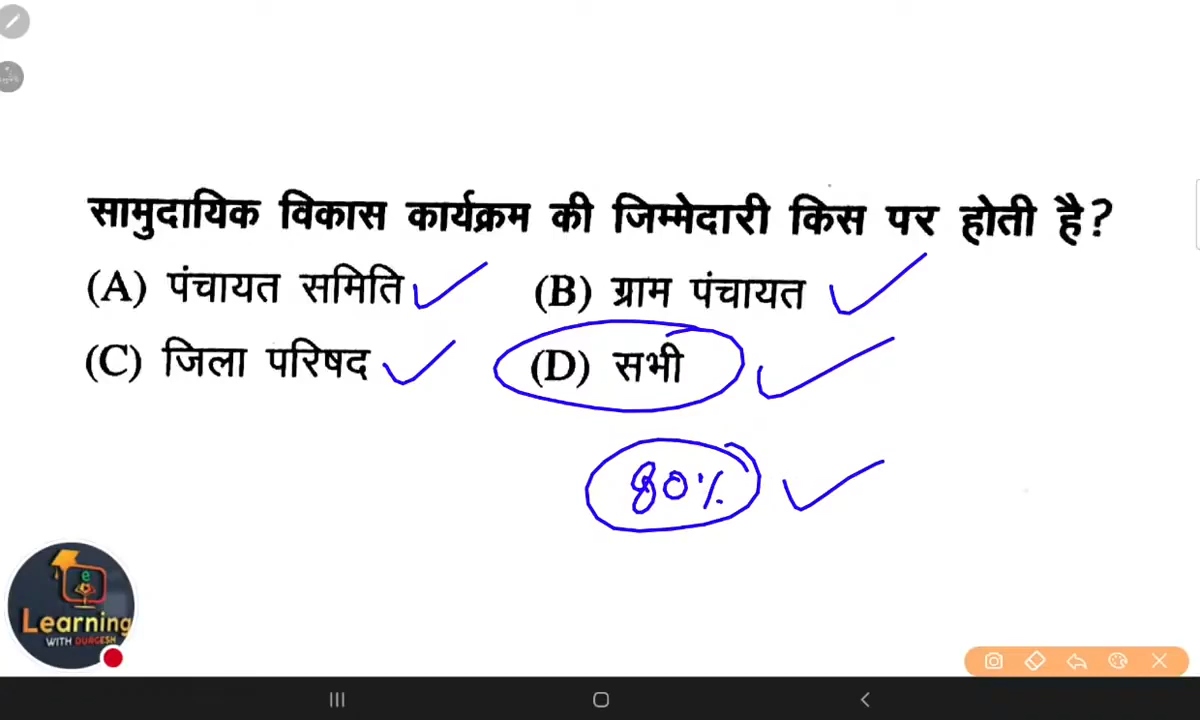 सामुदायिक विकास कार्यक्रम की जिम्मेदारी किस पर होती है?
(A) पंचायत समिति (B) ग्राम पंचायत
(C) जिला परिषद (D) सभी
80%
e
Learning
WITH DURGESH